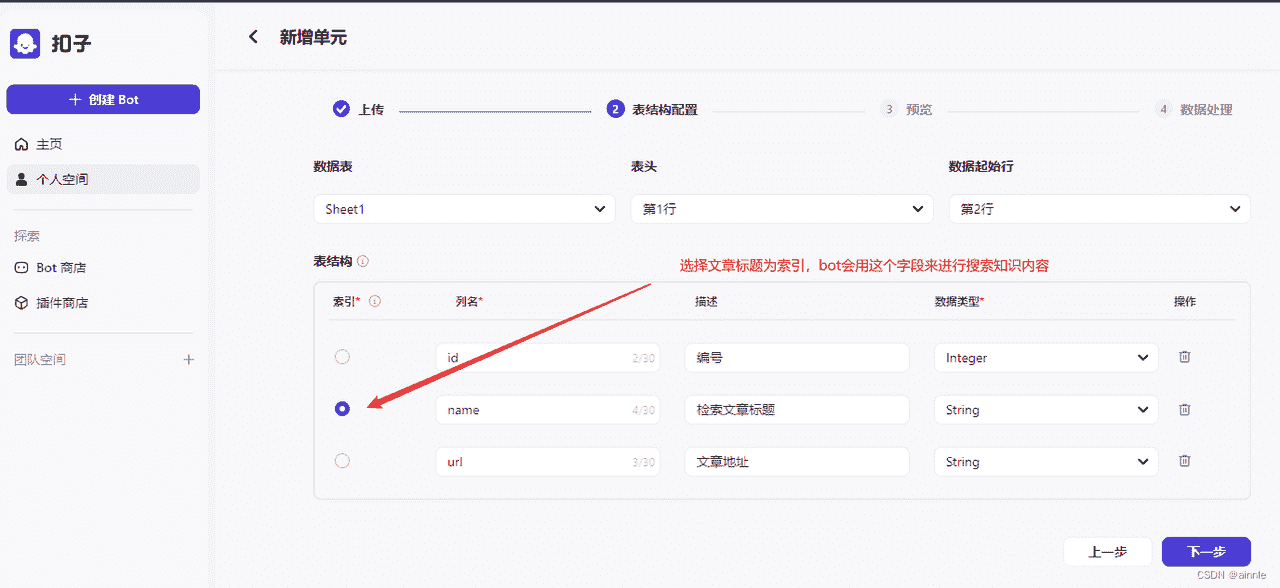 扣子
新增单元
创建 Bot
主页
个人空间
探索
Bot 商店
插件商店
团队空间
上传
2 表结构配置
3 预览
4 数据处理
数据表 表头 数据起始行
Sheet1 第1行 第2行
表结构
选择文章标题为索引，bot会用这个字段来进行搜索知识内容
索引* 列名* 描述 数据类型* 操作
id 2/30 编号 Integer
name 4/30 检索文章标题 String
url 3/30 文章地址 String
上一步 下一步
CSDN @ainnle